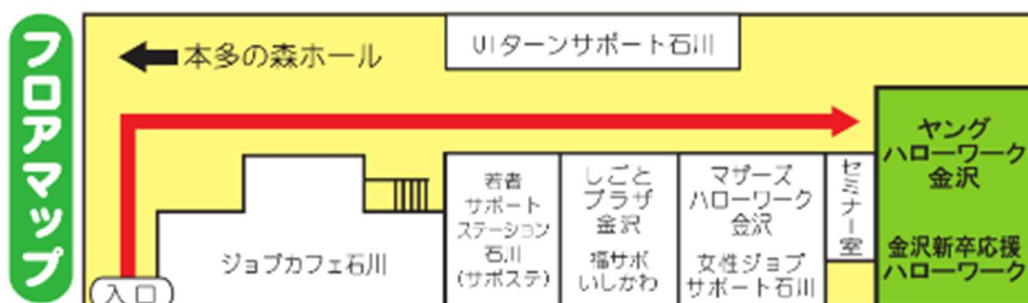 フロアマップ
本多の森ホール
UIターンサポート石川
ヤング
ハローワーク
金沢
金沢新卒応援
ハローワーク
セミナー室
マザーズ
ハローワーク
金沢
女性ジョブ
サポート石川
しごと
プラザ
金沢
福サポ
いしかわ
若者
サポート
ステーション
石川
(サポステ)
ジョブカフェ石川
入口